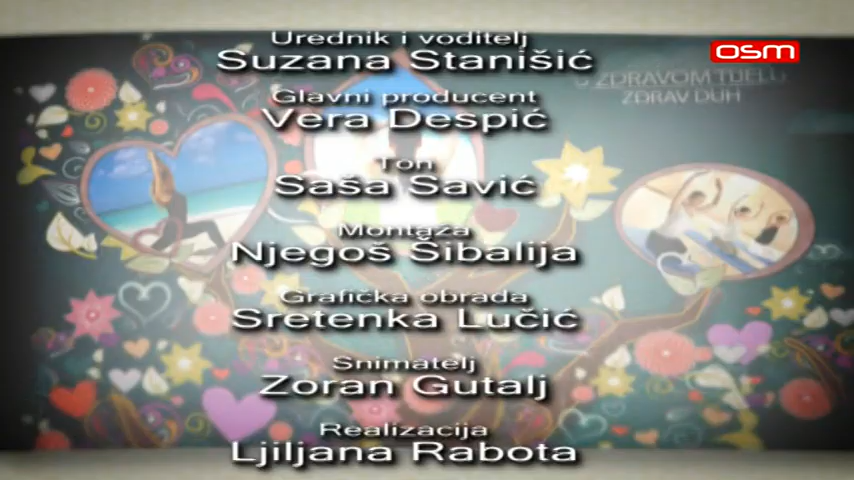 Urednik i voditelj
Suzana Stanišić
Glavni producent
Vera Despić
Ton
Saša Savić
Montaža
Njegoš Šibalija
Grafička obrada
Sretenka Lučić
Snimatelj
Zoran Gutalj
Realizacija
Ljiljana Rabota
OSM
U ZDRAVOM TIJELU
ZDRAV DUH